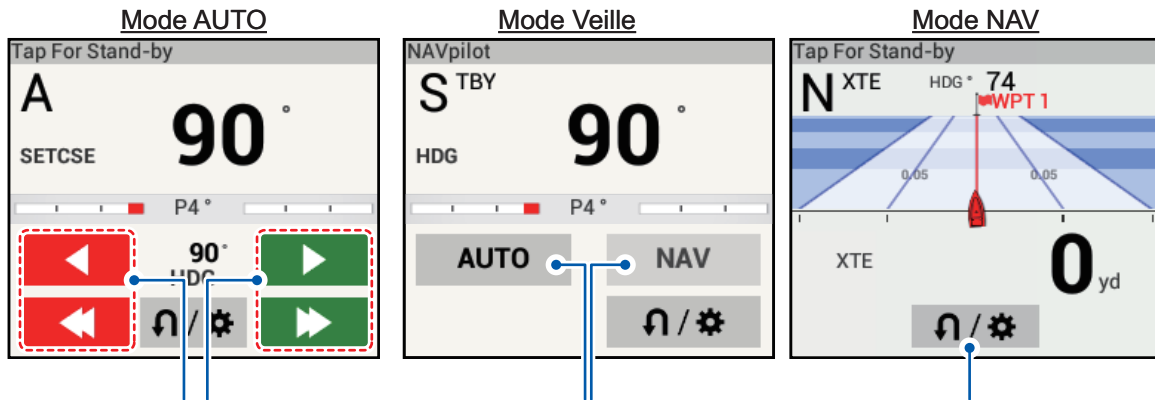 Mode AUTO
Tap For Stand-by
A
90°
SETCSE
P4°
90°
HDG
Mode Veille
NAVpilot
S TBY
90°
HDG
P4°
AUTO
NAV
/
Mode NAV
Tap For Stand-by
N XTE HDG° 74
WPT 1
0.05 0.05
XTE
0 yd
/